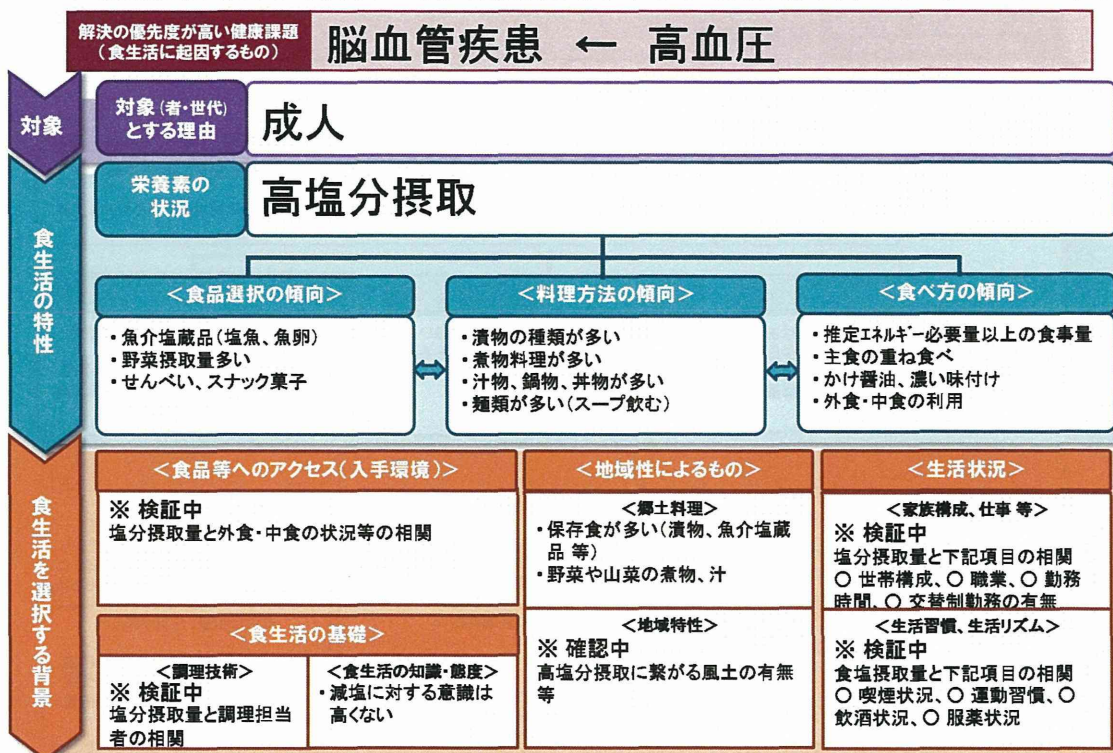 解決の優先度が高い健康課題
(食生活に起因するもの)
脳血管疾患 ← 高血圧
対象
対象(者・世代)
とする理由
成人
食生活の特性
栄養素の
状況
高塩分摂取
<食品選択の傾向>
・魚介塩蔵品(塩魚、魚卵)
・野菜摂取量多い
・せんべい、スナック菓子
<料理方法の傾向>
・漬物の種類が多い
・煮物料理が多い
・汁物、鍋物、丼物が多い
・麺類が多い(スープ飲む)
<食べ方の傾向>
・推定エネルギー必要量以上の食事量
・主食の重ね食べ
・かけ醤油、濃い味付け
・外食・中食の利用
食生活を選択する背景
<食品等へのアクセス(入手環境)>
※ 検証中
塩分摂取量と外食・中食の状況等の相関
<食生活の基礎>
<調理技術>
※ 検証中
塩分摂取量と調理担当
者の相関
<食生活の知識・態度>
・減塩に対する意識は
高くない
<地域性によるもの>
<郷土料理>
・保存食が多い(漬物、魚介塩蔵
品 等)
・野菜や山菜の煮物、汁
<地域特性>
※ 確認中
高塩分摂取に繋がる風土の有無
等
<生活状況>
<家族構成、仕事 等>
※ 検証中
塩分摂取量と下記項目の相関
○ 世帯構成、○ 職業、○ 勤務
時間、○ 交替制勤務の有無
<生活習慣、生活リズム>
※ 検証中
食塩摂取量と下記項目の相関
○ 喫煙状況、○ 運動習慣、○
飲酒状況、○ 服薬状況